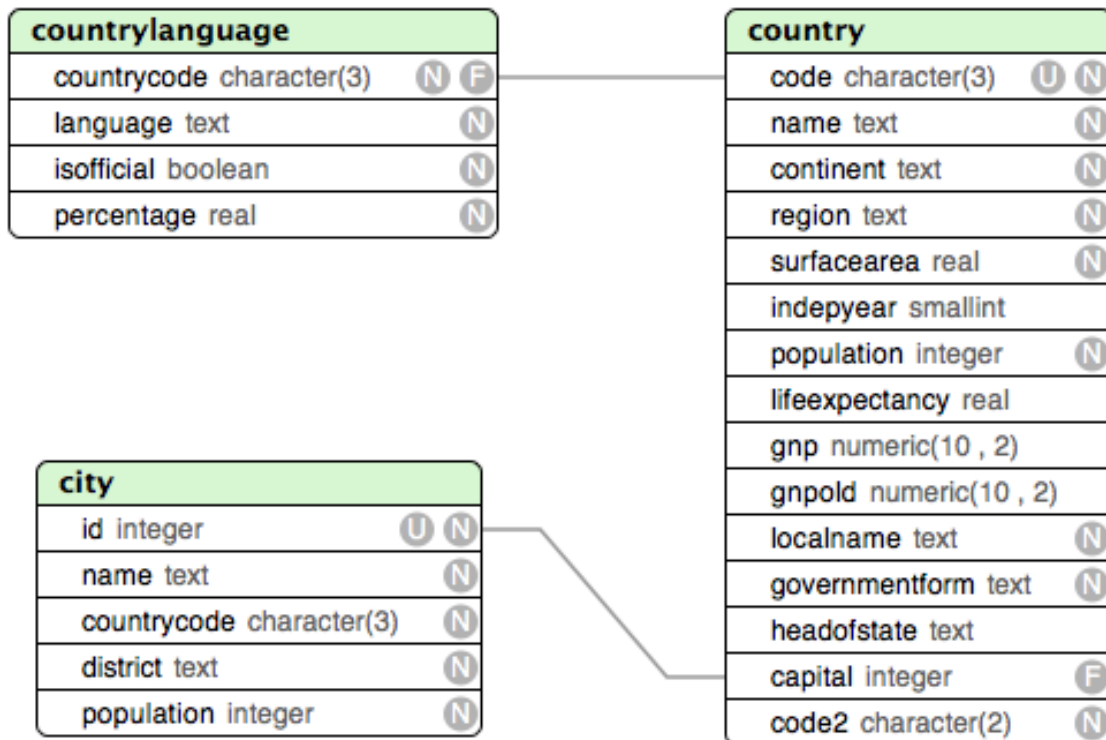 countrylanguage
countrycode character(3) N F
language text N
isofficial boolean N
percentage real N
city
id integer U N
name text N
countrycode character(3) N
district text N
population integer N
country
code character(3) U N
name text N
continent text N
region text N
surfacearea real N
indepyear smallint
population integer N
lifeexpectancy real
gnp numeric(10 , 2)
gnpold numeric(10 , 2)
localname text N
governmentform text N
headofstate text
capital integer F
code2 character(2) N